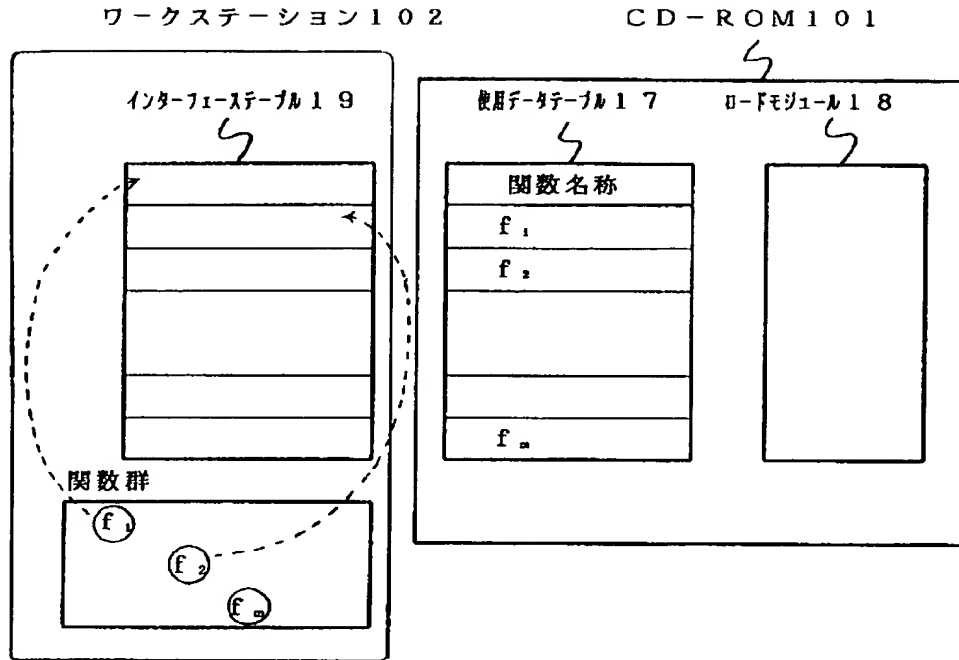 ワークステーション102 CD-ROM101
インターフェーステーブル19 使用データテーブル17 ロードモジュール18
関数名称
f₁
f₂
fₘ
関数群
f₁
f₂
fₘ